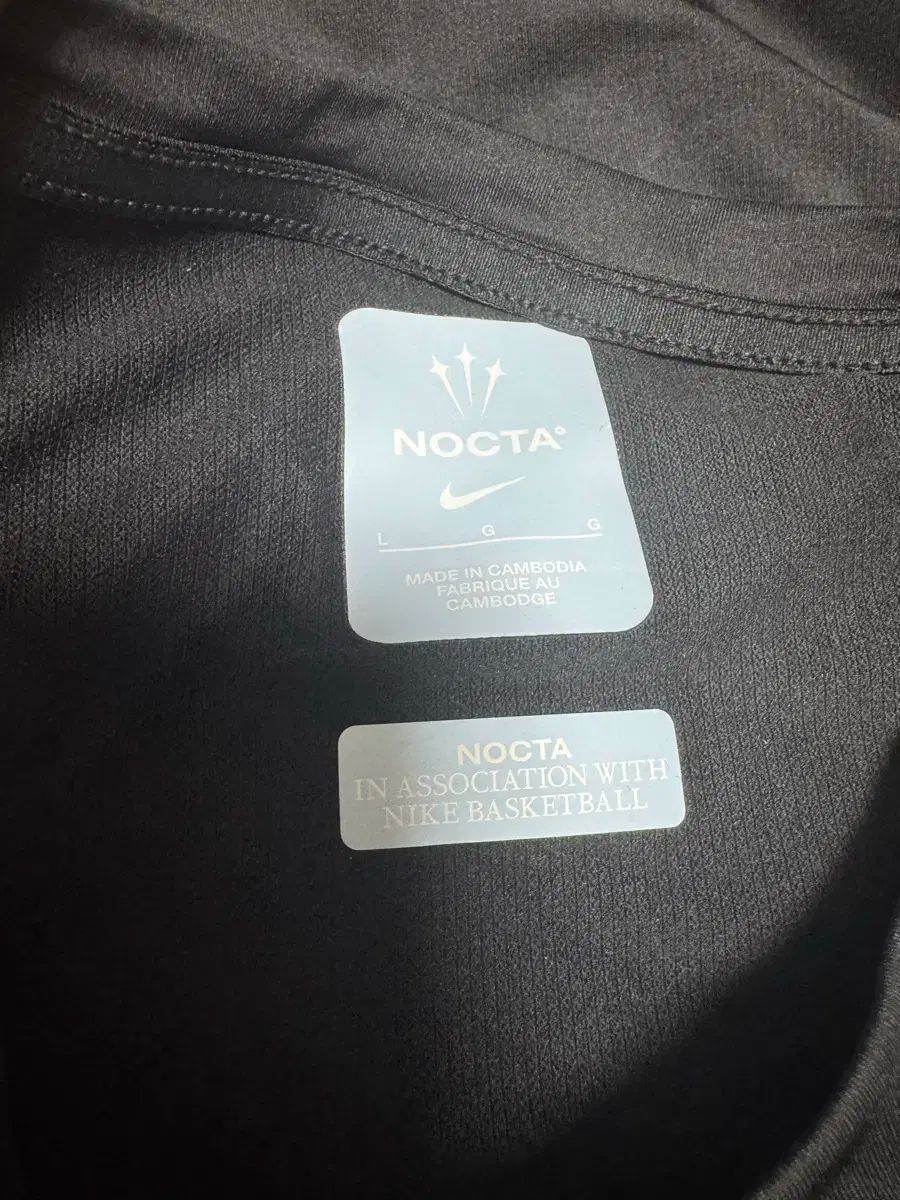 NOCTA°
L G G
MADE IN CAMBODIA
FABRIQUE AU
CAMBODGE
NOCTA
IN ASSOCIATION WITH
NIKE BASKETBALL